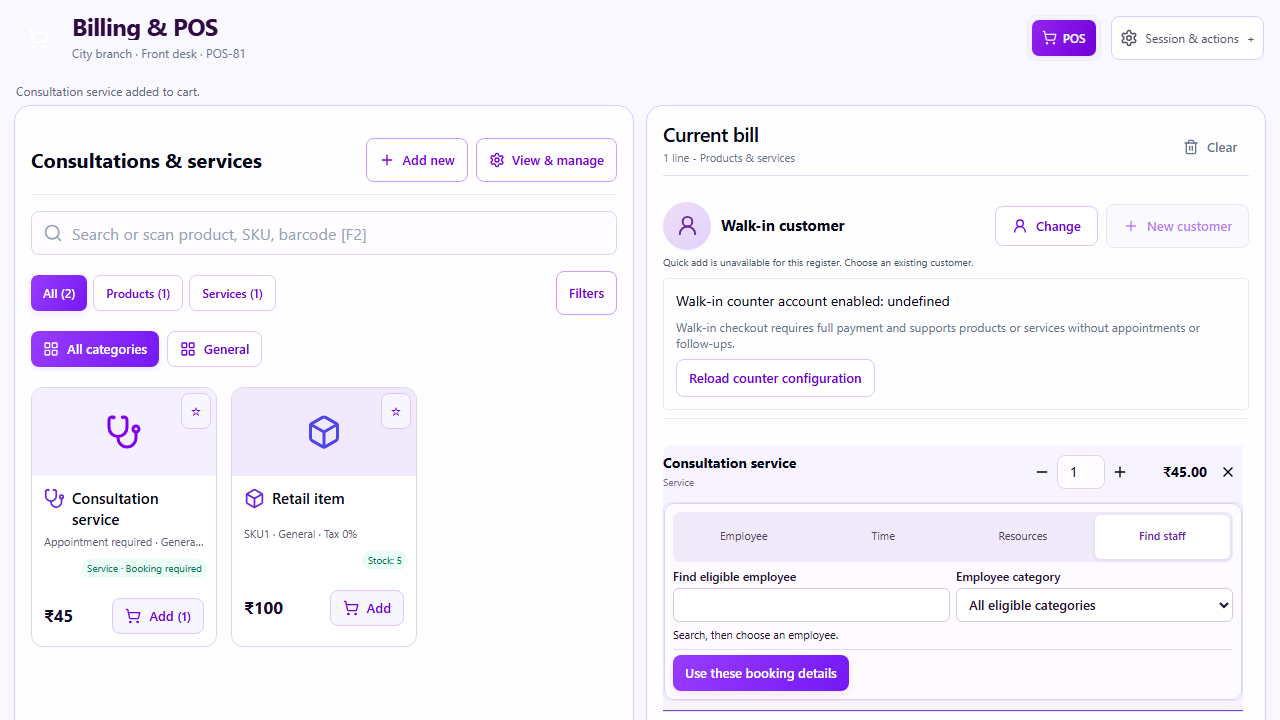 Billing & POS
City branch · Front desk · POS-81
POS
Session & actions +
Consultation service added to cart.
Consultations & services
Add new
View & manage
Search or scan product, SKU, barcode [F2]
All (2)
Products (1)
Services (1)
Filters
All categories
General
Consultation service
Appointment required · Genera...
Service · Booking required
₹45
Add (1)
Retail item
SKU1 · General · Tax 0%
Stock: 5
₹100
Add
Current bill
1 line - Products & services
Clear
Walk-in customer
Change
New customer
Quick add is unavailable for this register. Choose an existing customer.
Walk-in counter account enabled: undefined
Walk-in checkout requires full payment and supports products or services without appointments or
follow-ups.
Reload counter configuration
Consultation service
Service
1
₹45.00
Employee
Time
Resources
Find staff
Find eligible employee
Employee category
All eligible categories
Search, then choose an employee.
Use these booking details